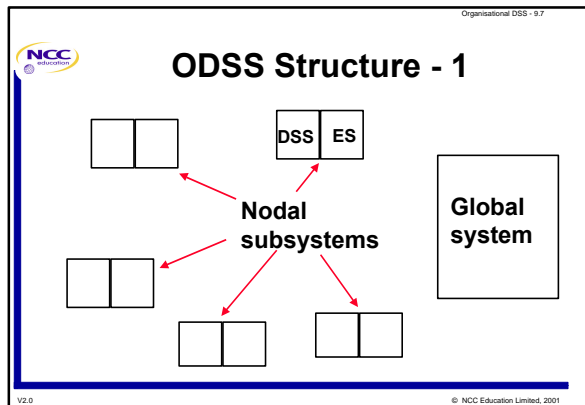 Organisational DSS - 9.7
NCC
education
ODSS Structure - 1
DSS ES
Nodal
subsystems
Global
system
V2.0
© NCC Education Limited, 2001